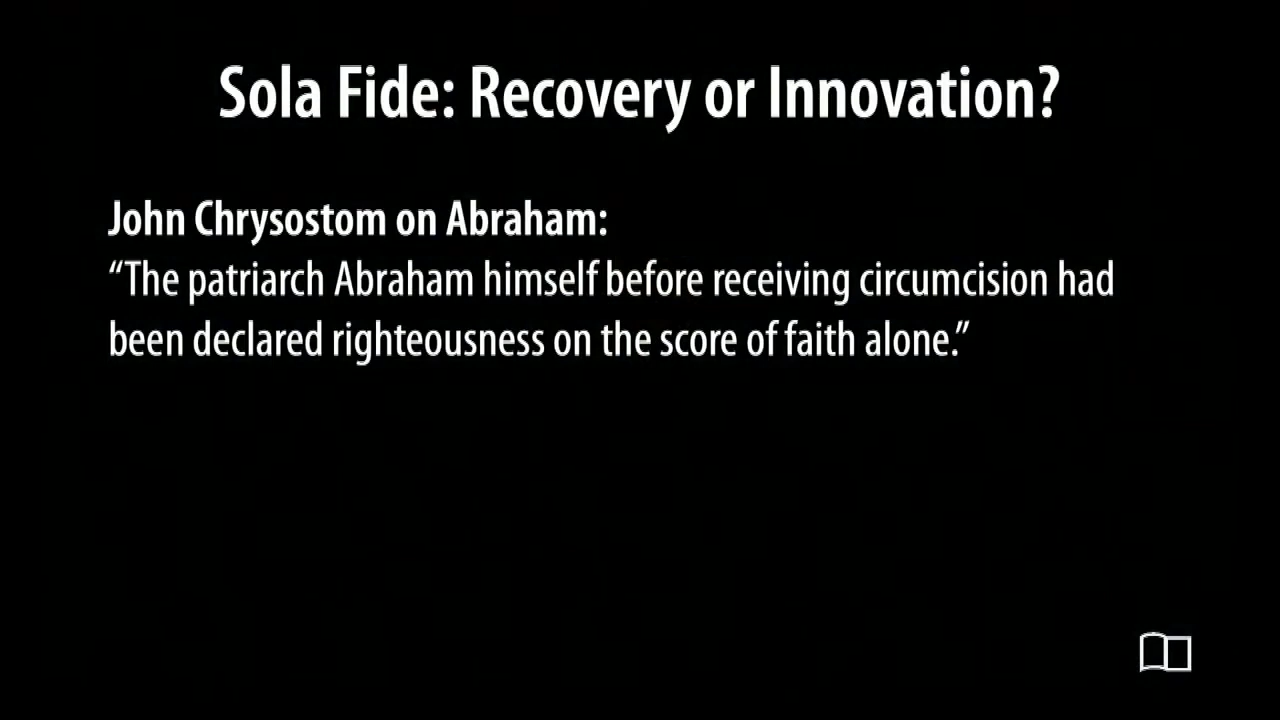 Sola Fide: Recovery or Innovation?
John Chrysostom on Abraham:
“The patriarch Abraham himself before receiving circumcision had
been declared righteousness on the score of faith alone.”